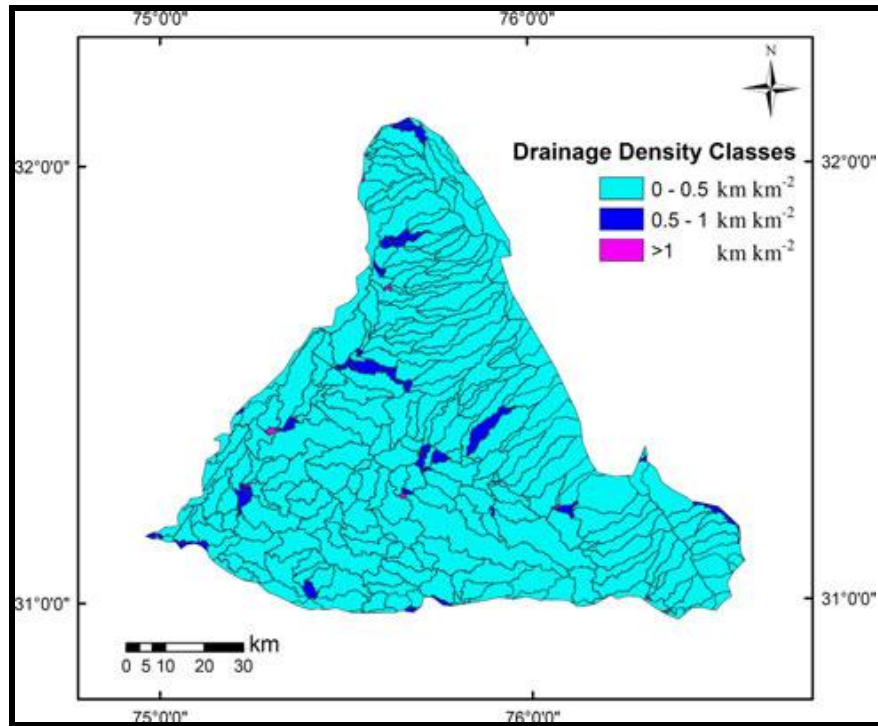 75°0'0" 76°0'0"
N
32°0'0" 32°0'0"
Drainage Density Classes
0 - 0.5 km km⁻²
0.5 - 1 km km⁻²
>1 km km⁻²
31°0'0" 31°0'0"
km
0 5 10 20 30
75°0'0" 76°0'0"